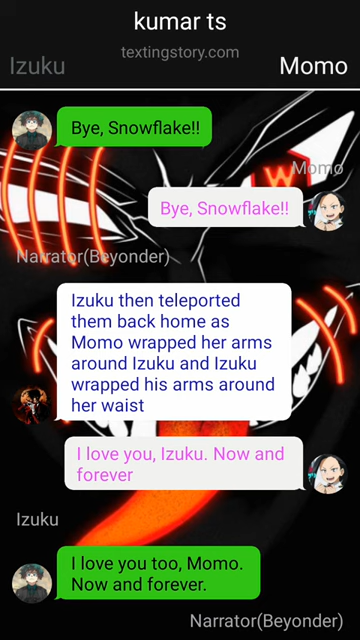 kumar ts
textingstory.com
Izuku
Momo
Bye, Snowflake!!
Momo
Bye, Snowflake!!
Narrator(Beyonder)
Izuku then teleported
them back home as
Momo wrapped her arms
around Izuku and Izuku
wrapped his arms around
her waist
I love you, Izuku. Now and
forever
Izuku
I love you too, Momo.
Now and forever.
Narrator(Beyonder)